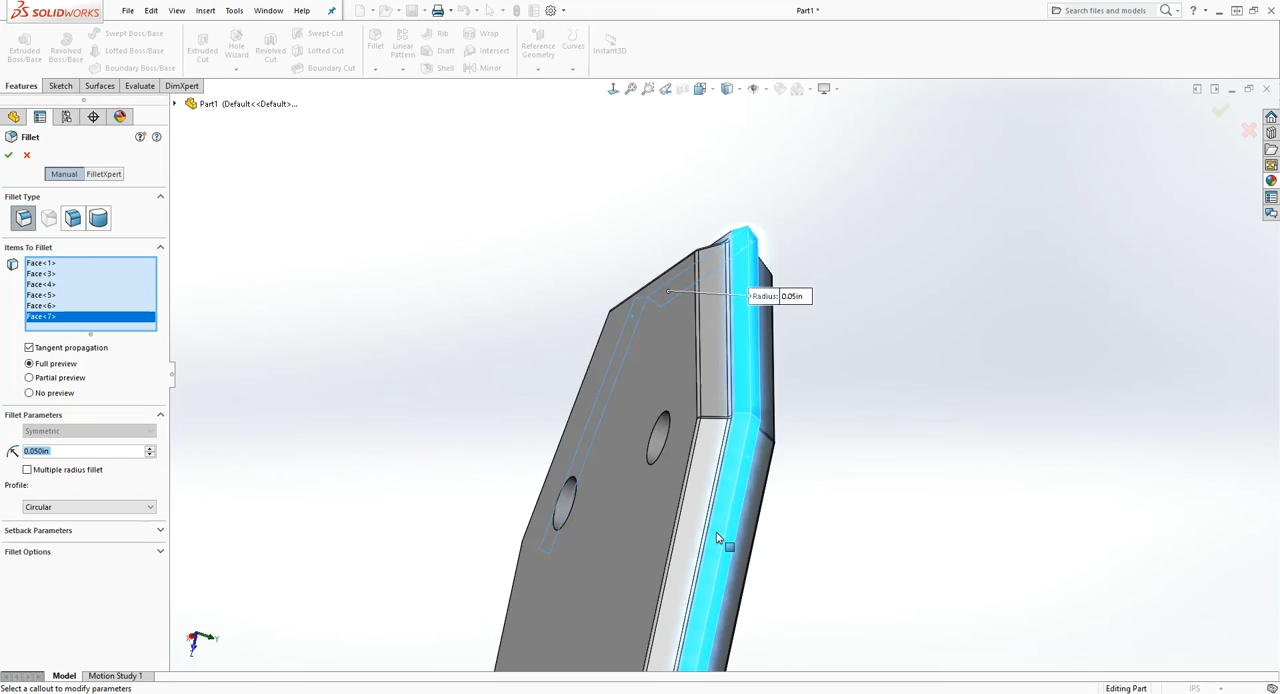 SOLIDWORKS File Edit View Insert Tools Window Help Part1 * Search files and models
Extruded Boss/Base
Revolved Boss/Base
Swept Boss/Base
Lofted Boss/Base
Boundary Boss/Base
Extruded Cut
Hole Wizard
Revolved Cut
Swept Cut
Lofted Cut
Boundary Cut
Fillet
Linear Pattern
Rib
Draft
Shell
Wrap
Intersect
Mirror
Reference Geometry
Curves
Instant3D
Features Sketch Surfaces Evaluate DimXpert
Part1 (Default<<Default>...
Fillet
Manual FilletXpert
Fillet Type
Items To Fillet
Face<1>
Face<3>
Face<4>
Face<5>
Face<6>
Face<7>
Tangent propagation
Full preview
Partial preview
No preview
Fillet Parameters
Symmetric
0.050in
Multiple radius fillet
Profile:
Circular
Setback Parameters
Fillet Options
Radius: 0.05in
X Y Z
Model Motion Study 1
Select a callout to modify parameters Editing Part IPS